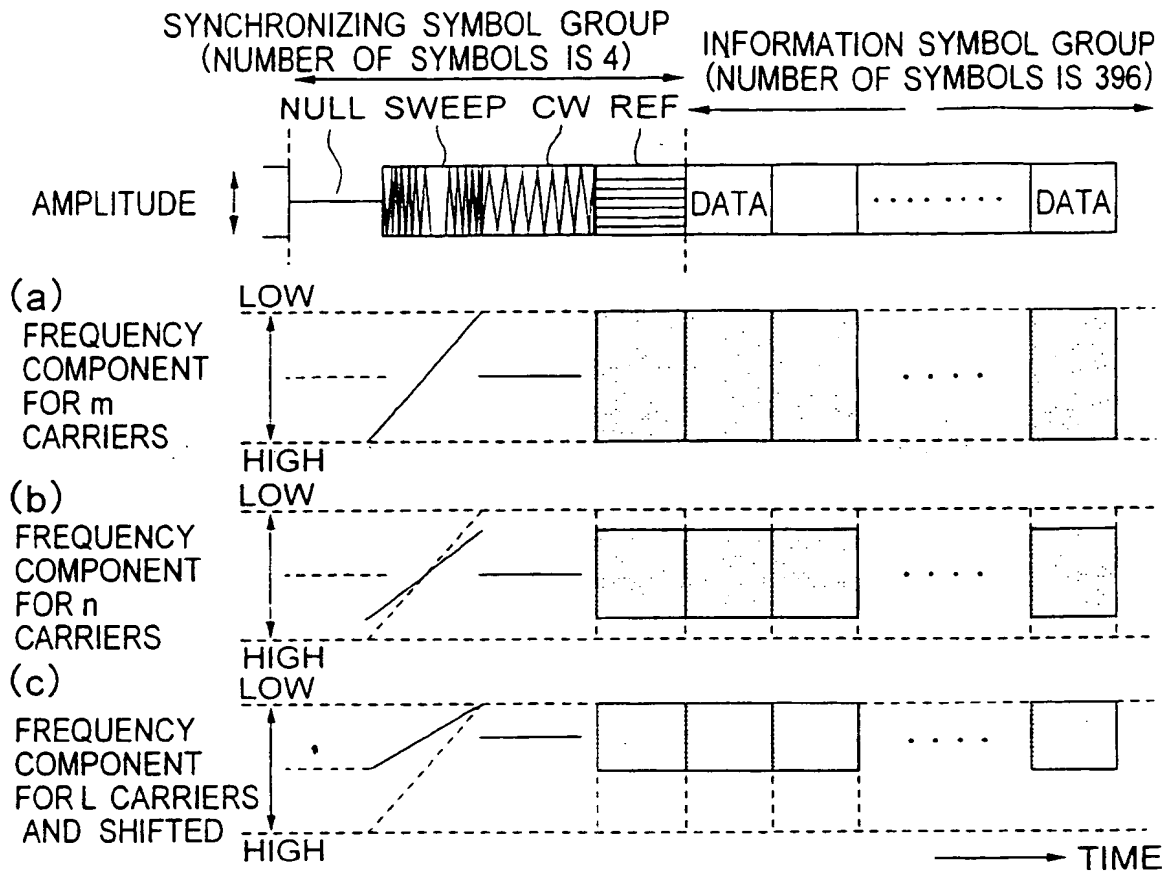 SYNCHRONIZING SYMBOL GROUP
(NUMBER OF SYMBOLS IS 4)
INFORMATION SYMBOL GROUP
(NUMBER OF SYMBOLS IS 396)
NULL SWEEP CW REF
AMPLITUDE
DATA
........
DATA
(a)
LOW
FREQUENCY
COMPONENT
FOR m
CARRIERS
....
HIGH
(b)
LOW
FREQUENCY
COMPONENT
FOR n
CARRIERS
....
HIGH
(c)
LOW
FREQUENCY
COMPONENT
FOR L CARRIERS
AND SHIFTED
....
HIGH
TIME